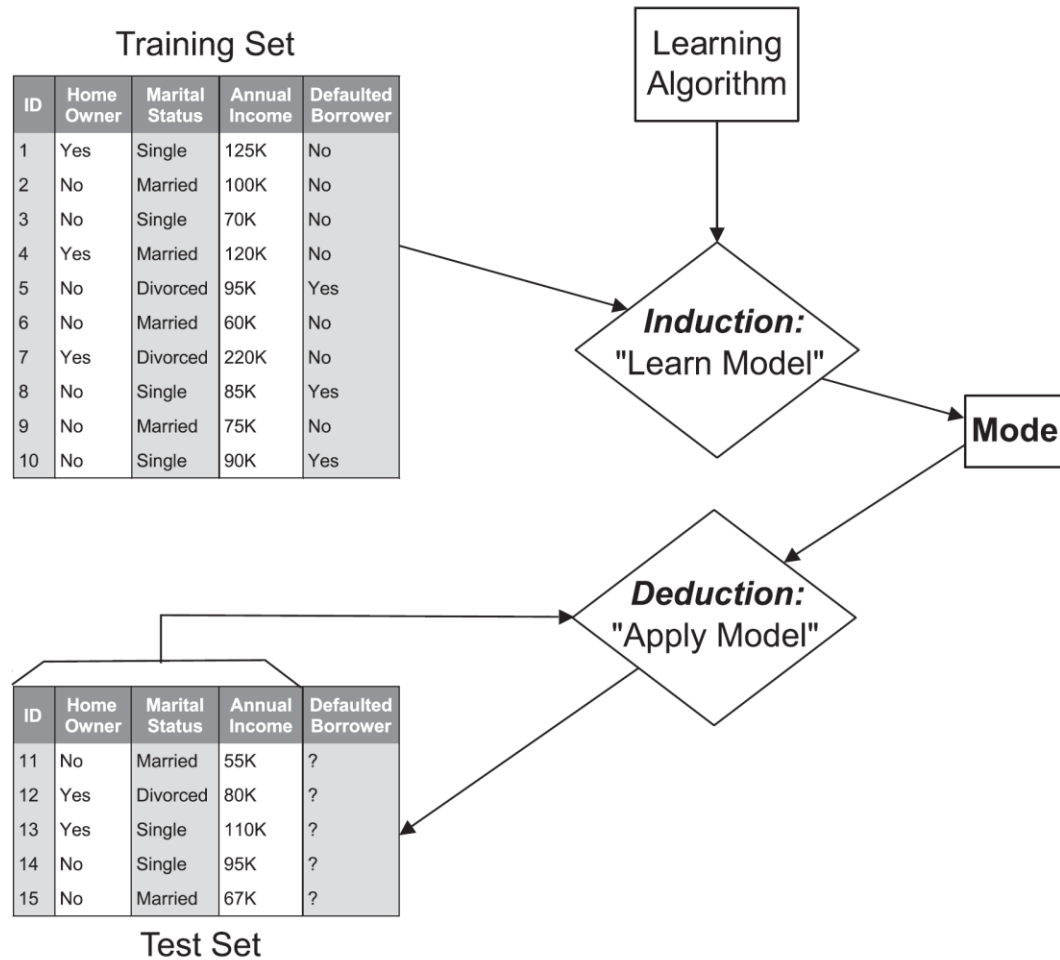 Training Set
ID Home Owner Marital Status Annual Income Defaulted Borrower
1 Yes Single 125K No
2 No Married 100K No
3 No Single 70K No
4 Yes Married 120K No
5 No Divorced 95K Yes
6 No Married 60K No
7 Yes Divorced 220K No
8 No Single 85K Yes
9 No Married 75K No
10 No Single 90K Yes
Learning
Algorithm
Induction:
"Learn Model"
Mode
Deduction:
"Apply Model"
ID Home Owner Marital Status Annual Income Defaulted Borrower
11 No Married 55K ?
12 Yes Divorced 80K ?
13 Yes Single 110K ?
14 No Single 95K ?
15 No Married 67K ?
Test Set